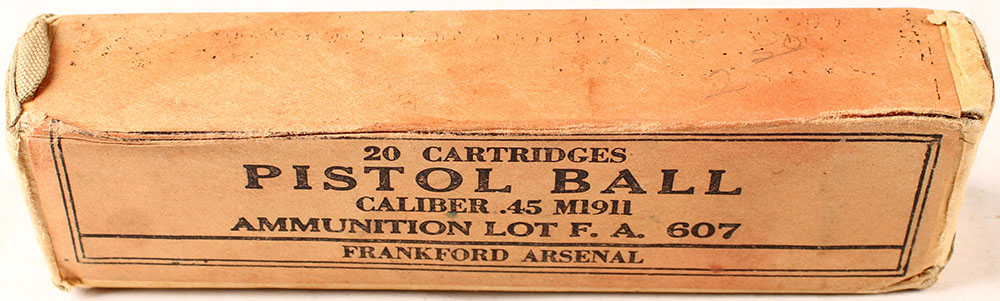 20 CARTRIDGES
PISTOL BALL
CALIBER .45 M1911
AMMUNITION LOT F. A. 607
FRANKFORD ARSENAL